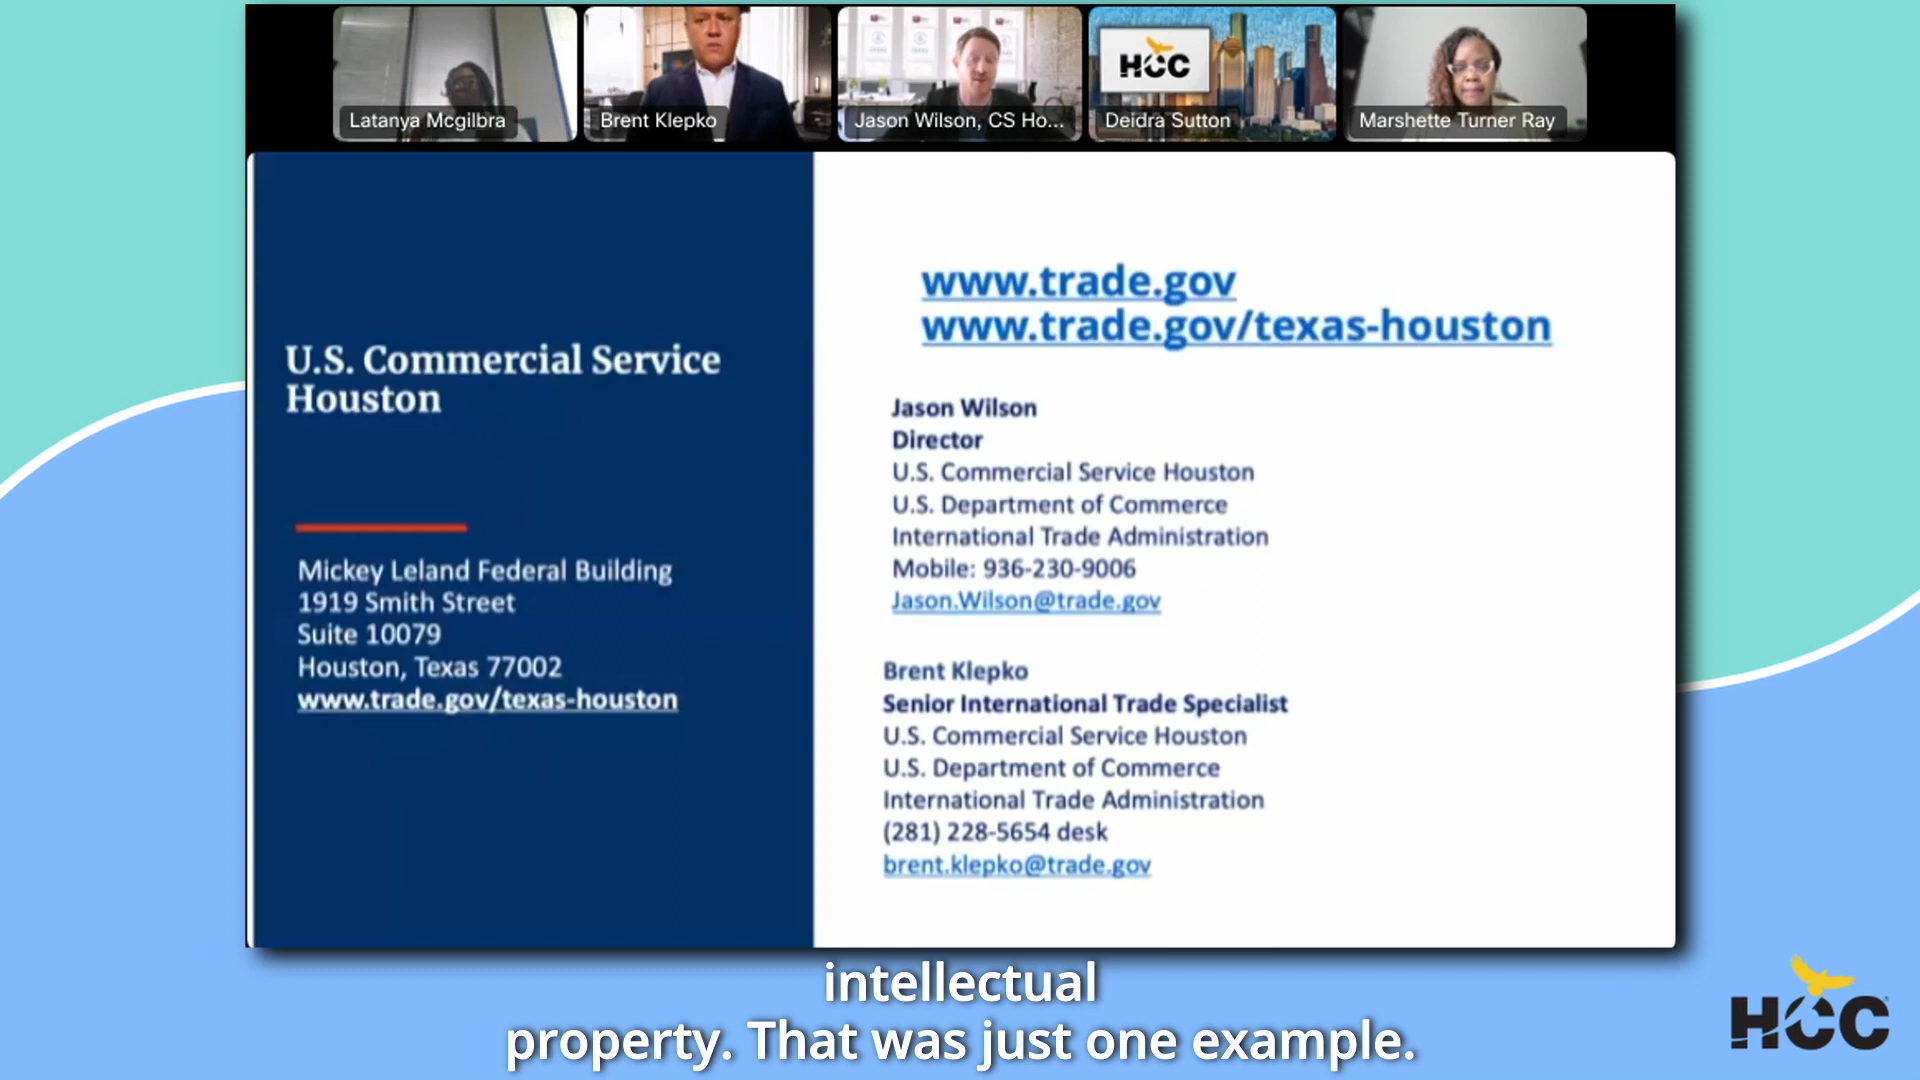 HCC
Latanya Mcgilbra
Brent Klepko
Jason Wilson, CS Ho...
Deidra Sutton
Marshette Turner Ray
U.S. Commercial Service
Houston
Mickey Leland Federal Building
1919 Smith Street
Suite 10079
Houston, Texas 77002
www.trade.gov/texas-houston
www.trade.gov
www.trade.gov/texas-houston
Jason Wilson
Director
U.S. Commercial Service Houston
U.S. Department of Commerce
International Trade Administration
Mobile: 936-230-9006
Jason.Wilson@trade.gov
Brent Klepko
Senior International Trade Specialist
U.S. Commercial Service Houston
U.S. Department of Commerce
International Trade Administration
(281) 228-5654 desk
brent.klepko@trade.gov
intellectual
property. That was just one example.
HCC